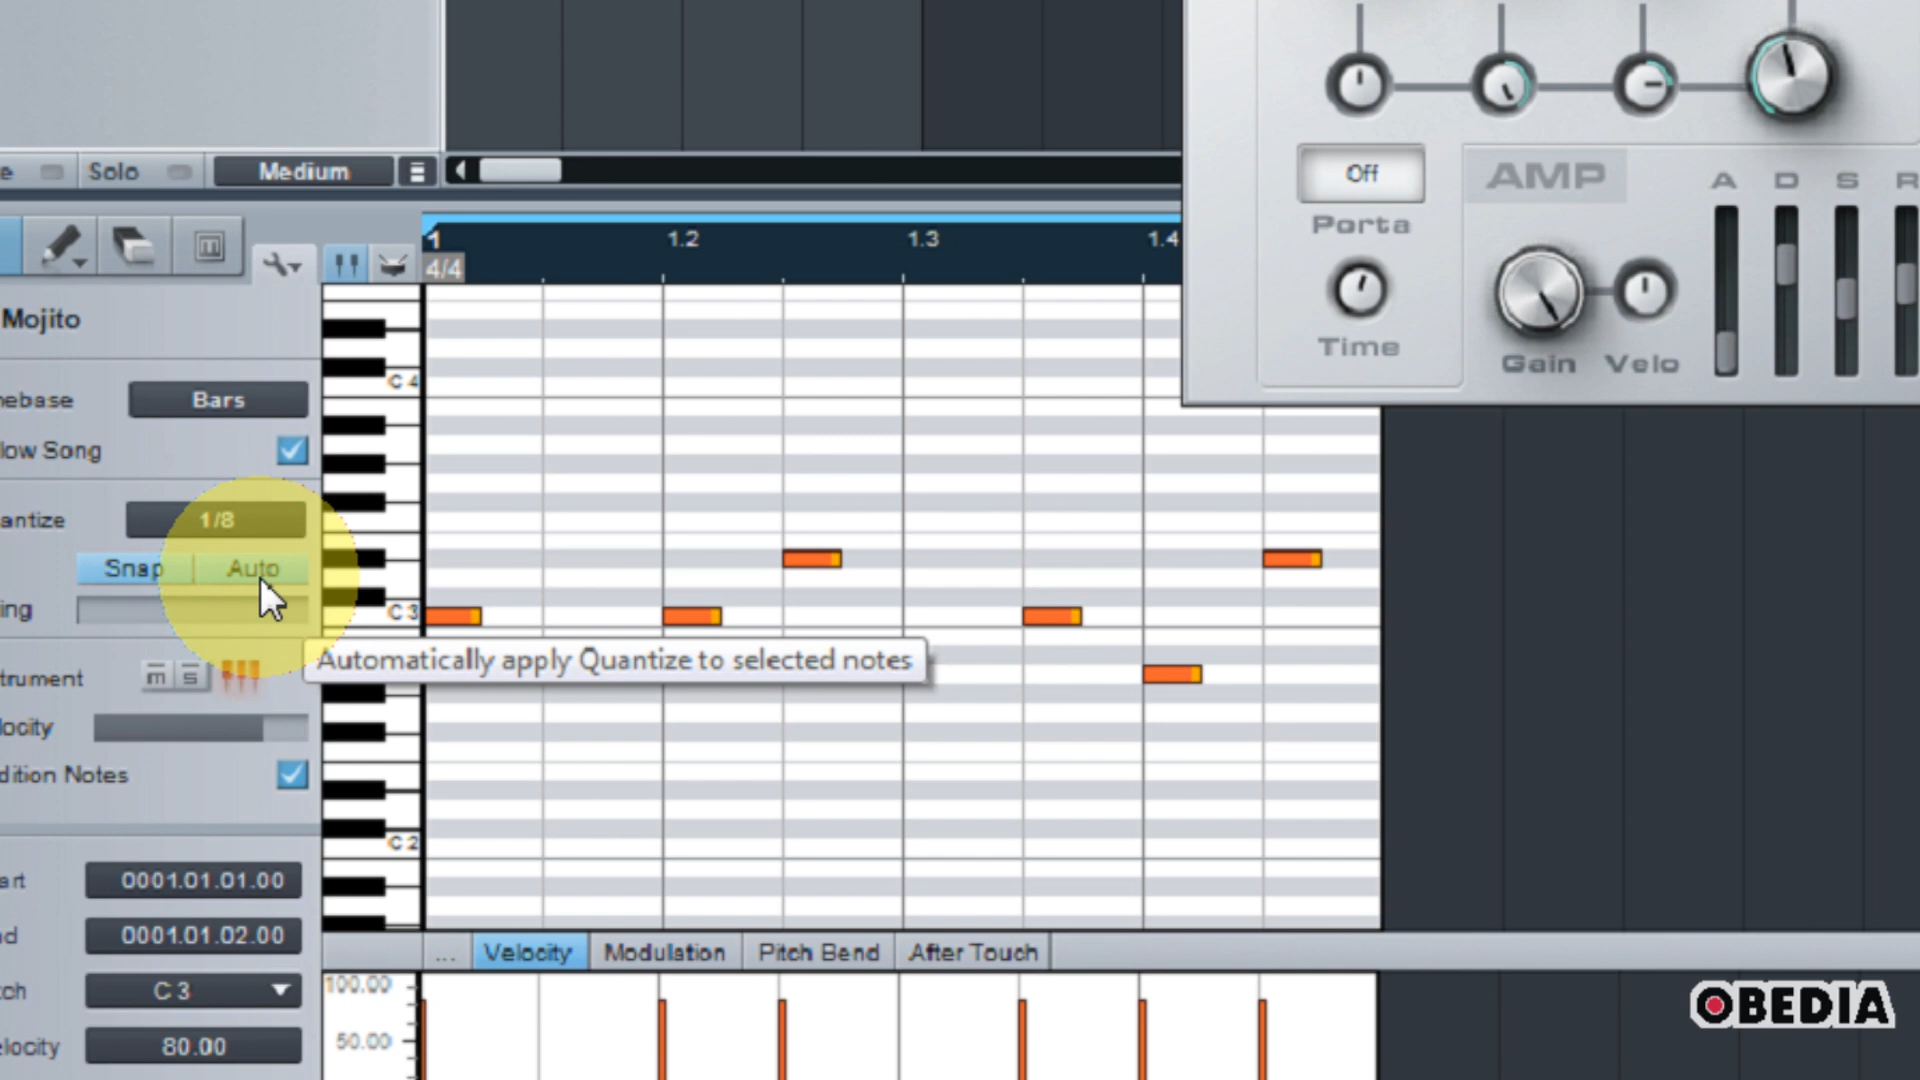 e Solo Medium
1 1.2 1.3 1.4
4/4
Off
Porta
Time
AMP
A D S R
Gain Velo
Mojito
nebase Bars
low Song
antize 1/8
Snap Auto
ing
Automatically apply Quantize to selected notes
trument m s
locity
dition Notes
C 4
C 3
C 2
art 0001.01.01.00
nd 0001.01.02.00
tch C 3
elocity 80.00
... Velocity Modulation Pitch Bend After Touch
100.00
50.00
OBEDIA